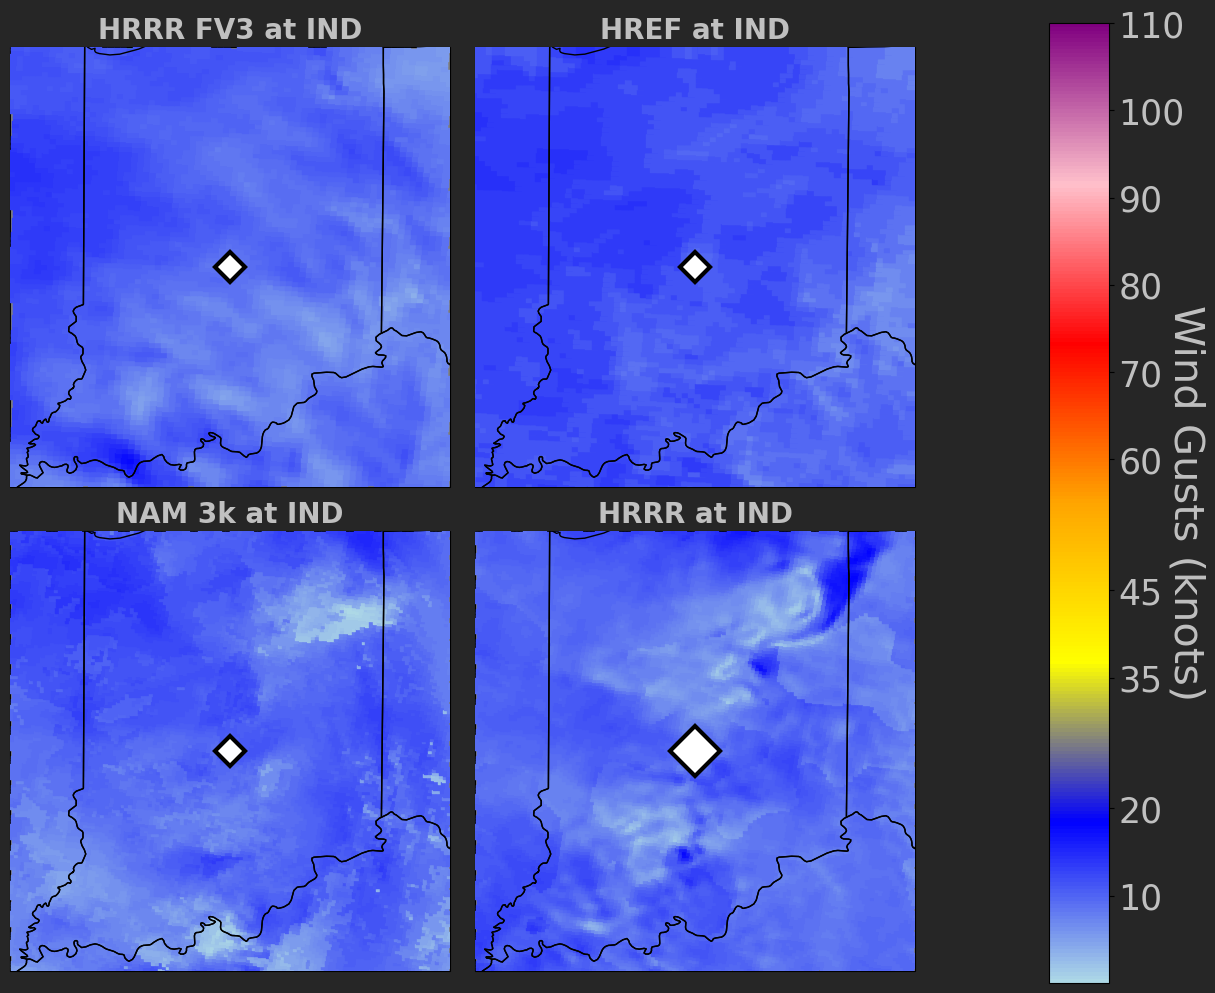 HRRR FV3 at IND
HREF at IND
NAM 3k at IND
HRRR at IND
110
100
90
80
70
60
45
35
20
10
Wind Gusts (knots)